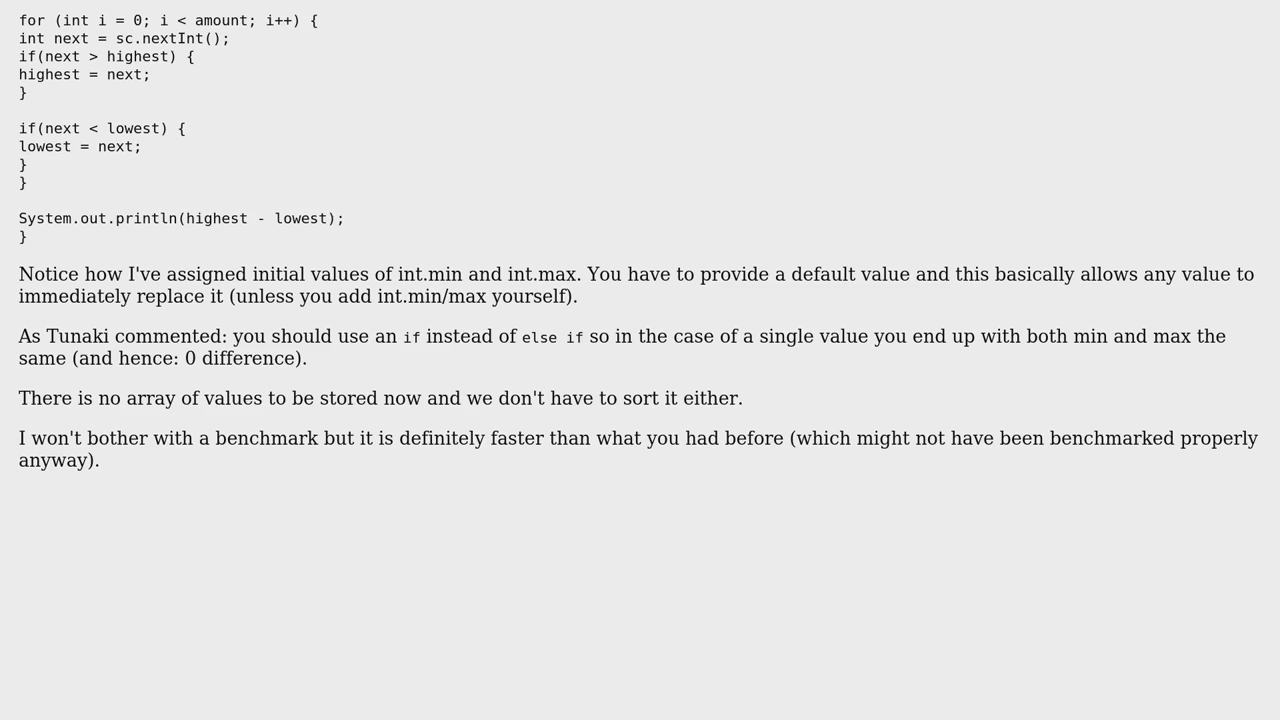 for (int i = 0; i < amount; i++) {
int next = sc.nextInt();
if(next > highest) {
highest = next;
}
if(next < lowest) {
lowest = next;
}
}
System.out.println(highest - lowest);
}
Notice how I've assigned initial values of int.min and int.max. You have to provide a default value and this basically allows any value to
immediately replace it (unless you add int.min/max yourself).
As Tunaki commented: you should use an if instead of else if so in the case of a single value you end up with both min and max the
same (and hence: 0 difference).
There is no array of values to be stored now and we don't have to sort it either.
I won't bother with a benchmark but it is definitely faster than what you had before (which might not have been benchmarked properly
anyway).